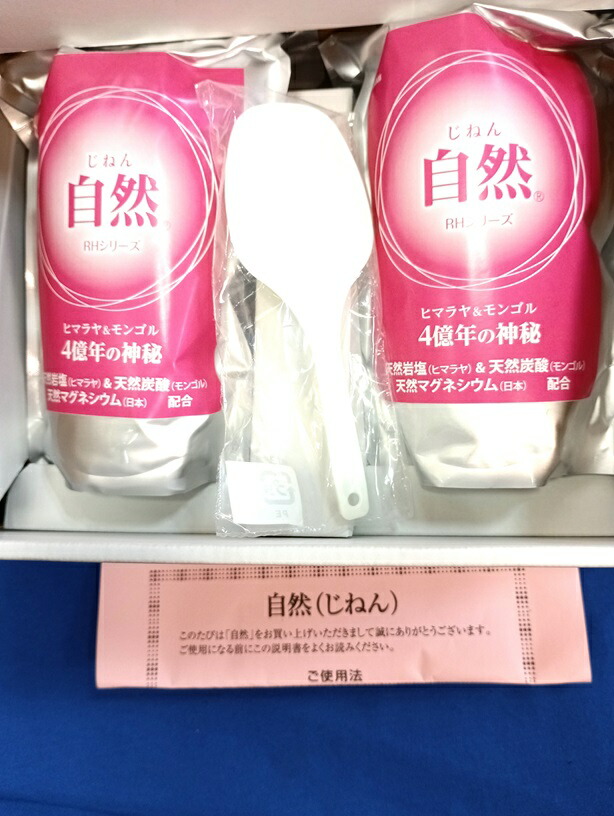 じねん
自然
RHシリーズ
ヒマラヤ&モンゴル
4億年の神秘
天然岩塩(ヒマラヤ)&天然炭酸(モンゴル)
天然マグネシウム(日本) 配合
じねん
自然®
RHシリーズ
ヒマラヤ&モンゴル
4億年の神秘
天然岩塩(ヒマラヤ)&天然炭酸(モンゴル)
天然マグネシウム(日本) 配合
PE
自然(じねん)
このたびは「自然」をお買い上げいただきまして誠にありがとうございます。
ご使用になる前にこの説明書をよくお読みください。
ご使用法